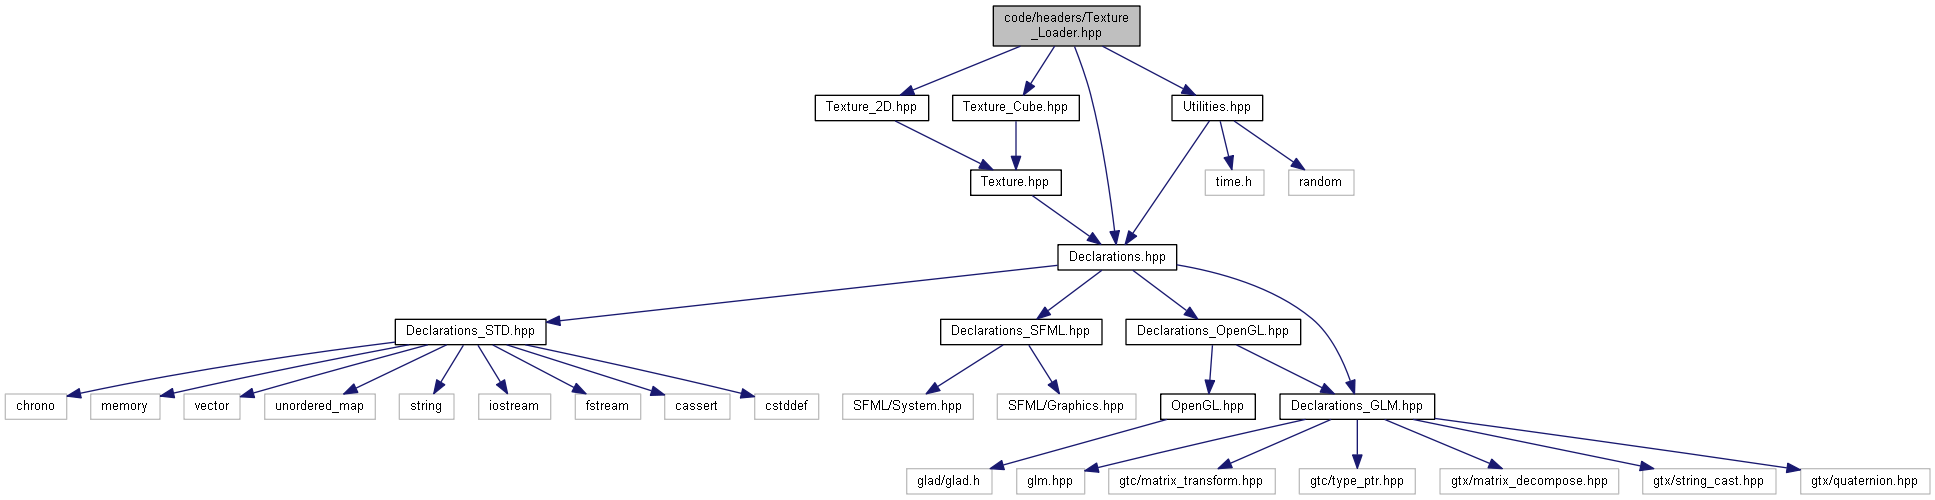 code/headers/Texture
_Loader.hpp
Texture_2D.hpp
Texture_Cube.hpp
Utilities.hpp
Texture.hpp
time.h
random
Declarations.hpp
Declarations_STD.hpp
Declarations_SFML.hpp
Declarations_OpenGL.hpp
chrono
memory
vector
unordered_map
string
iostream
fstream
cassert
cstddef
SFML/System.hpp
SFML/Graphics.hpp
OpenGL.hpp
Declarations_GLM.hpp
glad/glad.h
glm.hpp
gtc/matrix_transform.hpp
gtc/type_ptr.hpp
gtx/matrix_decompose.hpp
gtx/string_cast.hpp
gtx/quaternion.hpp